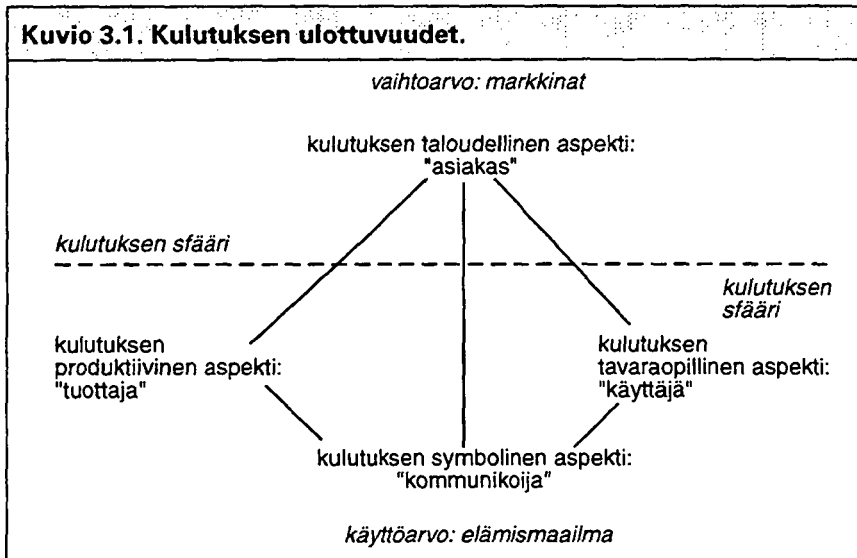 Kuvio 3.1. Kulutuksen ulottuvuudet.
vaihtoarvo: markkinat
kulutuksen taloudellinen aspekti:
"asiakas"
kulutuksen sfääri
kulutuksen
sfääri
kulutuksen
produktiivinen aspekti:
"tuottaja"
kulutuksen
tavaraopillinen aspekti:
"käyttäjä"
kulutuksen symbolinen aspekti:
"kommunikoija"
käyttöarvo: elämismaailma